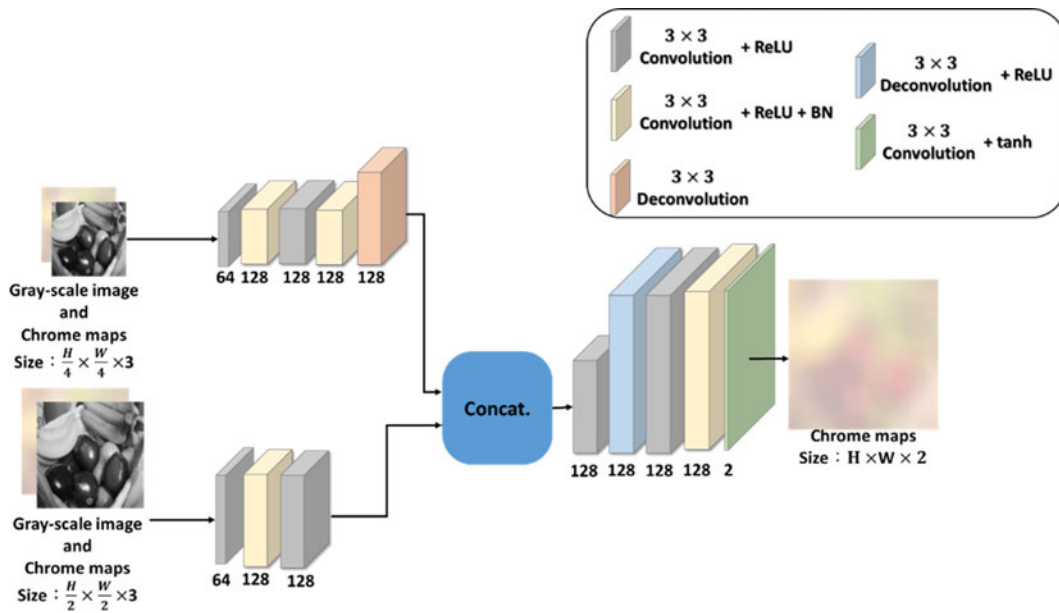 3 × 3
Convolution + ReLU
3 × 3
Convolution + ReLU + BN
3 × 3
Deconvolution
3 × 3
Deconvolution + ReLU
3 × 3
Convolution + tanh
64 128 128 128 128
Gray-scale image
and
Chrome maps
Size：H/4 × W/4 ×3
Concat.
128 128 128 128 2
Chrome maps
Size：H ×W × 2
64 128 128
Gray-scale image
and
Chrome maps
Size：H/2 × W/2 ×3